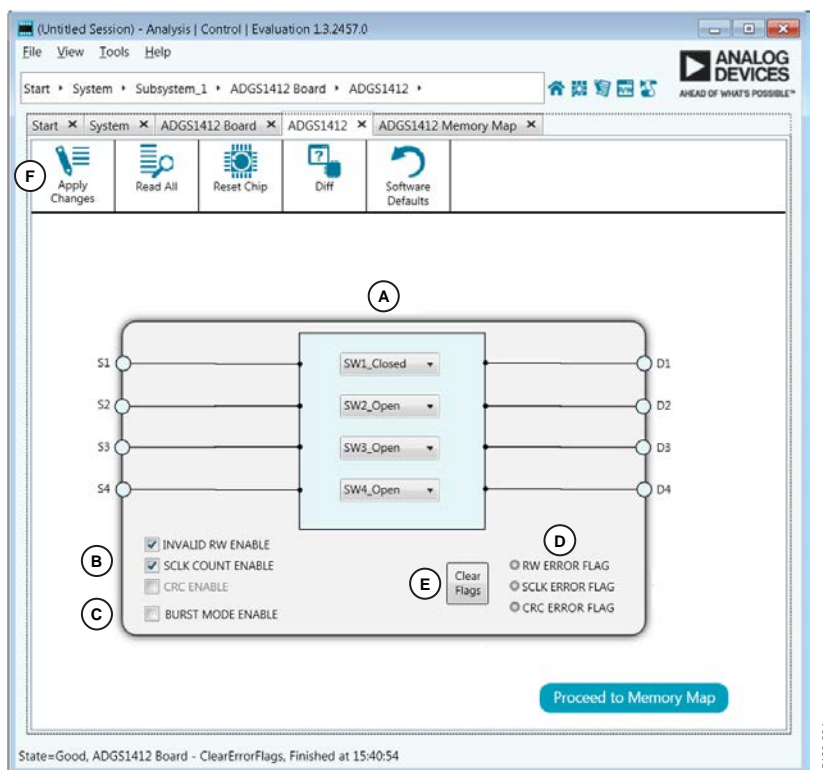 (Untitled Session) - Analysis | Control | Evaluation 1.3.2457.0
File View Tools Help
ANALOG
DEVICES
AHEAD OF WHAT'S POSSIBLE™
Start System Subsystem_1 ADGS1412 Board ADGS1412
Start System ADGS1412 Board ADGS1412 ADGS1412 Memory Map
F
Apply
Changes
Read All
Reset Chip
Diff
Software
Defaults
A
S1 SW1_Closed D1
S2 SW2_Open D2
S3 SW3_Open D3
S4 SW4_Open D4
B
INVALID RW ENABLE
SCLK COUNT ENABLE
CRC ENABLE
C
BURST MODE ENABLE
E
Clear
Flags
D
RW ERROR FLAG
SCLK ERROR FLAG
CRC ERROR FLAG
Proceed to Memory Map
State=Good, ADGS1412 Board - ClearErrorFlags, Finished at 15:40:54